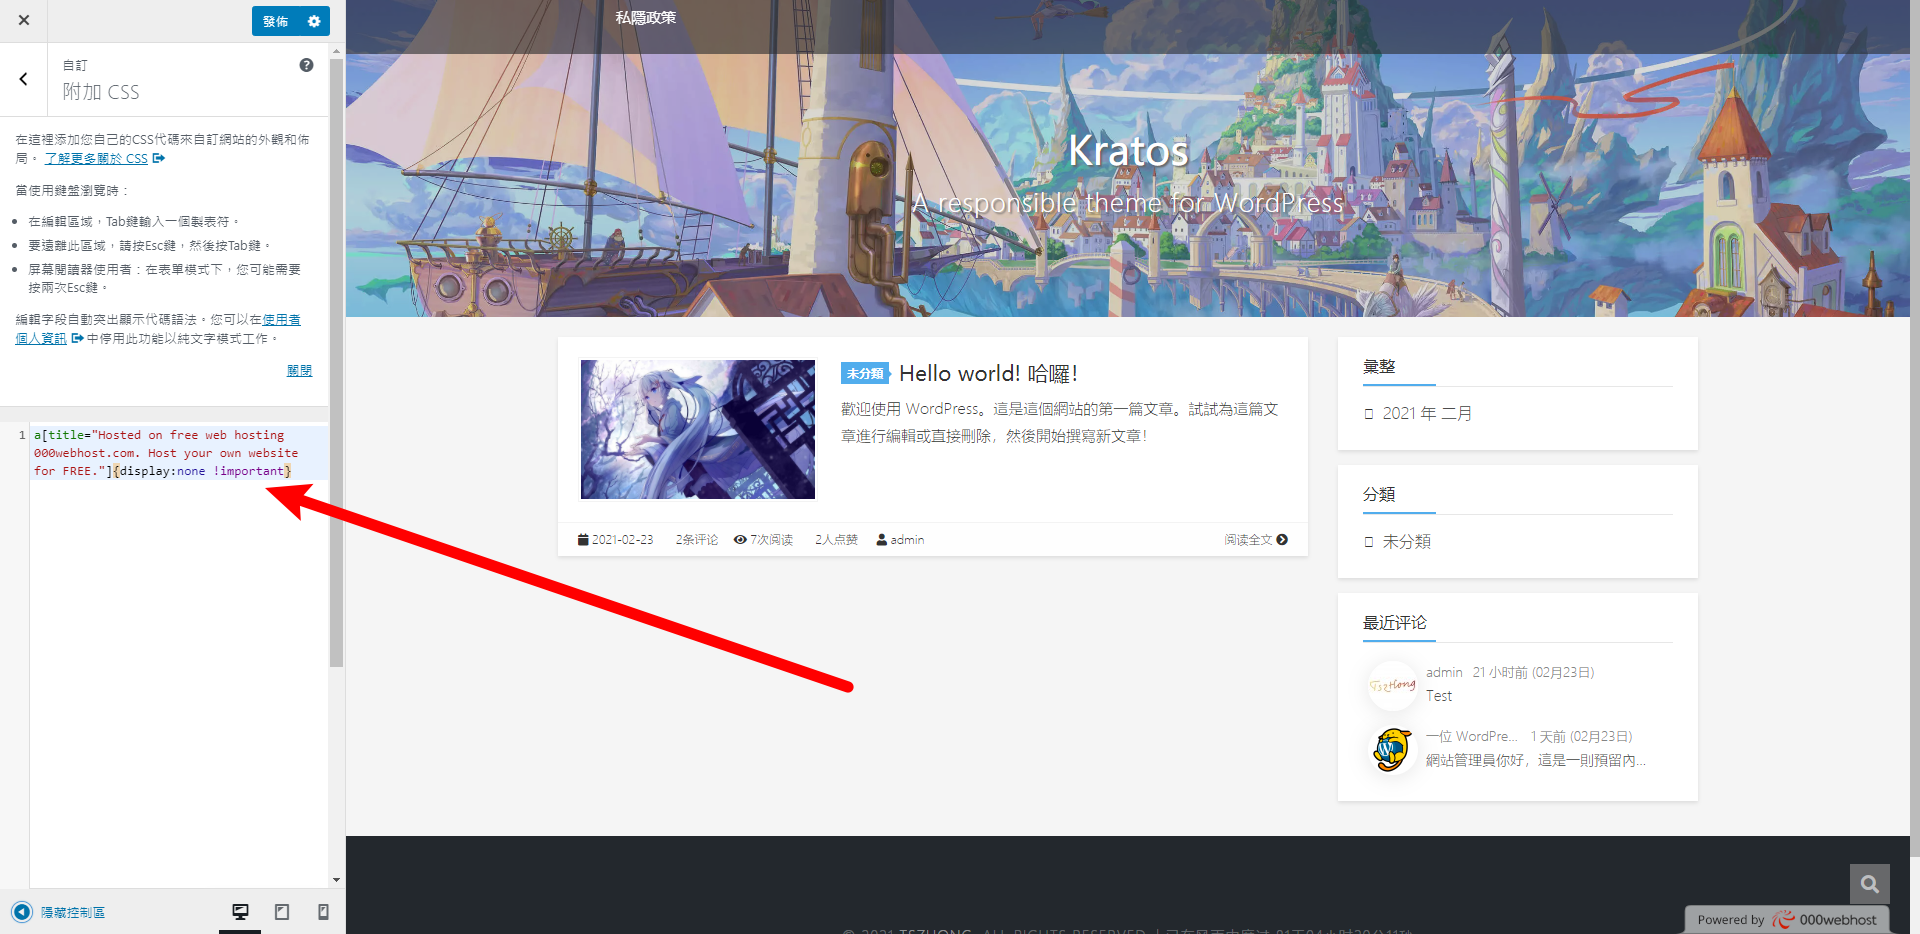 發佈
自訂
附加 CSS
在這裡添加您自己的CSS代碼來自訂網站的外觀和佈
局。 了解更多關於 CSS
當使用鍵盤瀏覽時：
在編輯區域，Tab鍵輸入一個製表符。
要遠離此區域，請按Esc鍵，然後按Tab鍵。
屏幕閱讀器使用者：在表單模式下，您可能需要
按兩次Esc鍵。
編輯字段自動突出顯示代碼語法。您可以在使用者
個人資訊 中停用此功能以純文字模式工作。
關閉
1 a[title="Hosted on free web hosting
000webhost.com. Host your own website
for FREE."]{display:none !important}
隱藏控制區
私隱政策
Kratos
A responsible theme for WordPress
未分類 Hello world! 哈囉！
歡迎使用 WordPress。這是這個網站的第一篇文章。試試為這篇文
章進行編輯或直接刪除，然後開始撰寫新文章！
2021-02-23 2条评论 7次阅读 2人点赞 admin 阅读全文
彙整
2021 年 二月
分類
未分類
最近评论
admin 21 小时前 (02月23日)
Test
TszHong
一位 WordPre... 1 天前 (02月23日)
網站管理員你好，這是一則預留內...
Powered by 000webhost
© 2021 TSZHONG. ALL RIGHTS RESERVED.